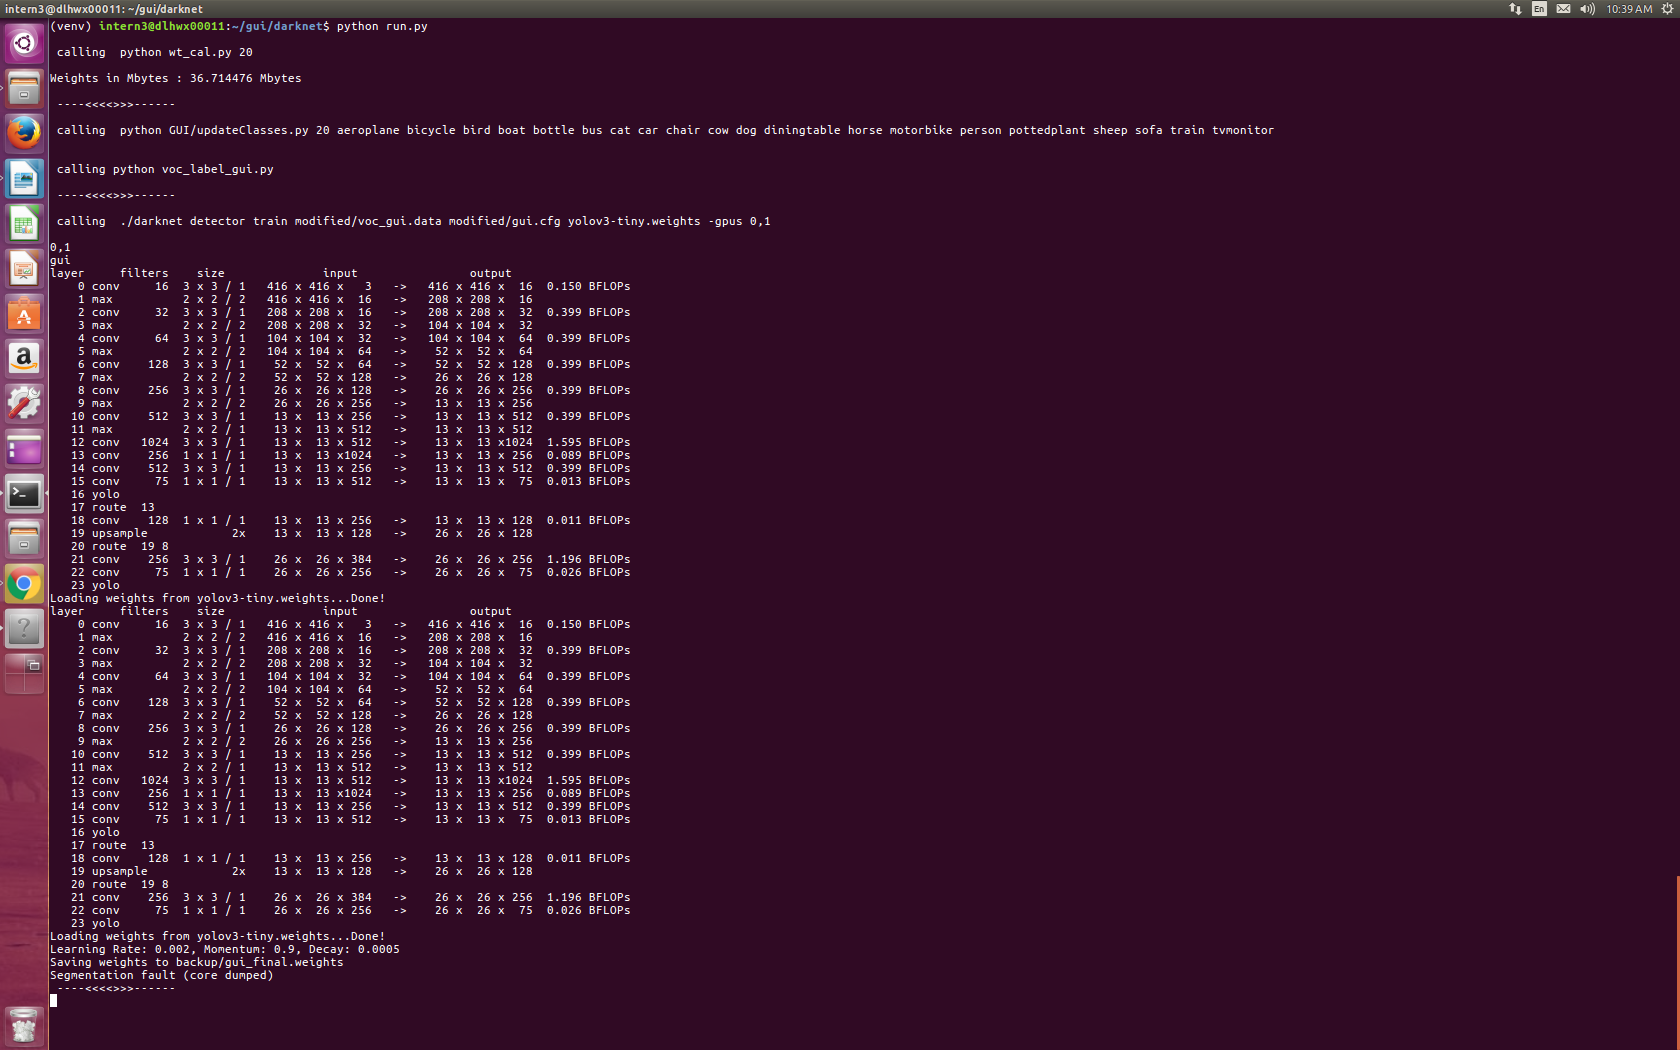 intern3@dlhwx00011: ~/gui/darknet
En
10:39 AM
(venv) intern3@dlhwx00011:~/gui/darknet$ python run.py
calling  python wt_cal.py 20
Weights in Mbytes : 36.714476 Mbytes
----<<<<>>>------
calling  python GUI/updateClasses.py 20 aeroplane bicycle bird boat bottle bus cat car chair cow dog diningtable horse motorbike person pottedplant sheep sofa train tvmonitor
calling python voc_label_gui.py
----<<<<>>>------
calling  ./darknet detector train modified/voc_gui.data modified/gui.cfg yolov3-tiny.weights -gpus 0,1
0,1
gui
layer     filters    size              input                output
0 conv     16  3 x 3 / 1   416 x 416 x   3   ->   416 x 416 x  16  0.150 BFLOPs
1 max          2 x 2 / 2   416 x 416 x  16   ->   208 x 208 x  16
2 conv     32  3 x 3 / 1   208 x 208 x  16   ->   208 x 208 x  32  0.399 BFLOPs
3 max          2 x 2 / 2   208 x 208 x  32   ->   104 x 104 x  32
4 conv     64  3 x 3 / 1   104 x 104 x  32   ->   104 x 104 x  64  0.399 BFLOPs
5 max          2 x 2 / 2   104 x 104 x  64   ->    52 x  52 x  64
6 conv    128  3 x 3 / 1    52 x  52 x  64   ->    52 x  52 x 128  0.399 BFLOPs
7 max          2 x 2 / 2    52 x  52 x 128   ->    26 x  26 x 128
8 conv    256  3 x 3 / 1    26 x  26 x 128   ->    26 x  26 x 256  0.399 BFLOPs
9 max          2 x 2 / 2    26 x  26 x 256   ->    13 x  13 x 256
10 conv    512  3 x 3 / 1    13 x  13 x 256   ->    13 x  13 x 512  0.399 BFLOPs
11 max          2 x 2 / 1    13 x  13 x 512   ->    13 x  13 x 512
12 conv   1024  3 x 3 / 1    13 x  13 x 512   ->    13 x  13 x1024  1.595 BFLOPs
13 conv    256  1 x 1 / 1    13 x  13 x1024   ->    13 x  13 x 256  0.089 BFLOPs
14 conv    512  3 x 3 / 1    13 x  13 x 256   ->    13 x  13 x 512  0.399 BFLOPs
15 conv     75  1 x 1 / 1    13 x  13 x 512   ->    13 x  13 x  75  0.013 BFLOPs
16 yolo
17 route  13
18 conv    128  1 x 1 / 1    13 x  13 x 256   ->    13 x  13 x 128  0.011 BFLOPs
19 upsample            2x    13 x  13 x 128   ->    26 x  26 x 128
20 route  19 8
21 conv    256  3 x 3 / 1    26 x  26 x 384   ->    26 x  26 x 256  1.196 BFLOPs
22 conv     75  1 x 1 / 1    26 x  26 x 256   ->    26 x  26 x  75  0.026 BFLOPs
23 yolo
Loading weights from yolov3-tiny.weights...Done!
layer     filters    size              input                output
0 conv     16  3 x 3 / 1   416 x 416 x   3   ->   416 x 416 x  16  0.150 BFLOPs
1 max          2 x 2 / 2   416 x 416 x  16   ->   208 x 208 x  16
2 conv     32  3 x 3 / 1   208 x 208 x  16   ->   208 x 208 x  32  0.399 BFLOPs
3 max          2 x 2 / 2   208 x 208 x  32   ->   104 x 104 x  32
4 conv     64  3 x 3 / 1   104 x 104 x  32   ->   104 x 104 x  64  0.399 BFLOPs
5 max          2 x 2 / 2   104 x 104 x  64   ->    52 x  52 x  64
6 conv    128  3 x 3 / 1    52 x  52 x  64   ->    52 x  52 x 128  0.399 BFLOPs
7 max          2 x 2 / 2    52 x  52 x 128   ->    26 x  26 x 128
8 conv    256  3 x 3 / 1    26 x  26 x 128   ->    26 x  26 x 256  0.399 BFLOPs
9 max          2 x 2 / 2    26 x  26 x 256   ->    13 x  13 x 256
10 conv    512  3 x 3 / 1    13 x  13 x 256   ->    13 x  13 x 512  0.399 BFLOPs
11 max          2 x 2 / 1    13 x  13 x 512   ->    13 x  13 x 512
12 conv   1024  3 x 3 / 1    13 x  13 x 512   ->    13 x  13 x1024  1.595 BFLOPs
13 conv    256  1 x 1 / 1    13 x  13 x1024   ->    13 x  13 x 256  0.089 BFLOPs
14 conv    512  3 x 3 / 1    13 x  13 x 256   ->    13 x  13 x 512  0.399 BFLOPs
15 conv     75  1 x 1 / 1    13 x  13 x 512   ->    13 x  13 x  75  0.013 BFLOPs
16 yolo
17 route  13
18 conv    128  1 x 1 / 1    13 x  13 x 256   ->    13 x  13 x 128  0.011 BFLOPs
19 upsample            2x    13 x  13 x 128   ->    26 x  26 x 128
20 route  19 8
21 conv    256  3 x 3 / 1    26 x  26 x 384   ->    26 x  26 x 256  1.196 BFLOPs
22 conv     75  1 x 1 / 1    26 x  26 x 256   ->    26 x  26 x  75  0.026 BFLOPs
23 yolo
Loading weights from yolov3-tiny.weights...Done!
Learning Rate: 0.002, Momentum: 0.9, Decay: 0.0005
Saving weights to backup/gui_final.weights
Segmentation fault (core dumped)
----<<<<>>>------